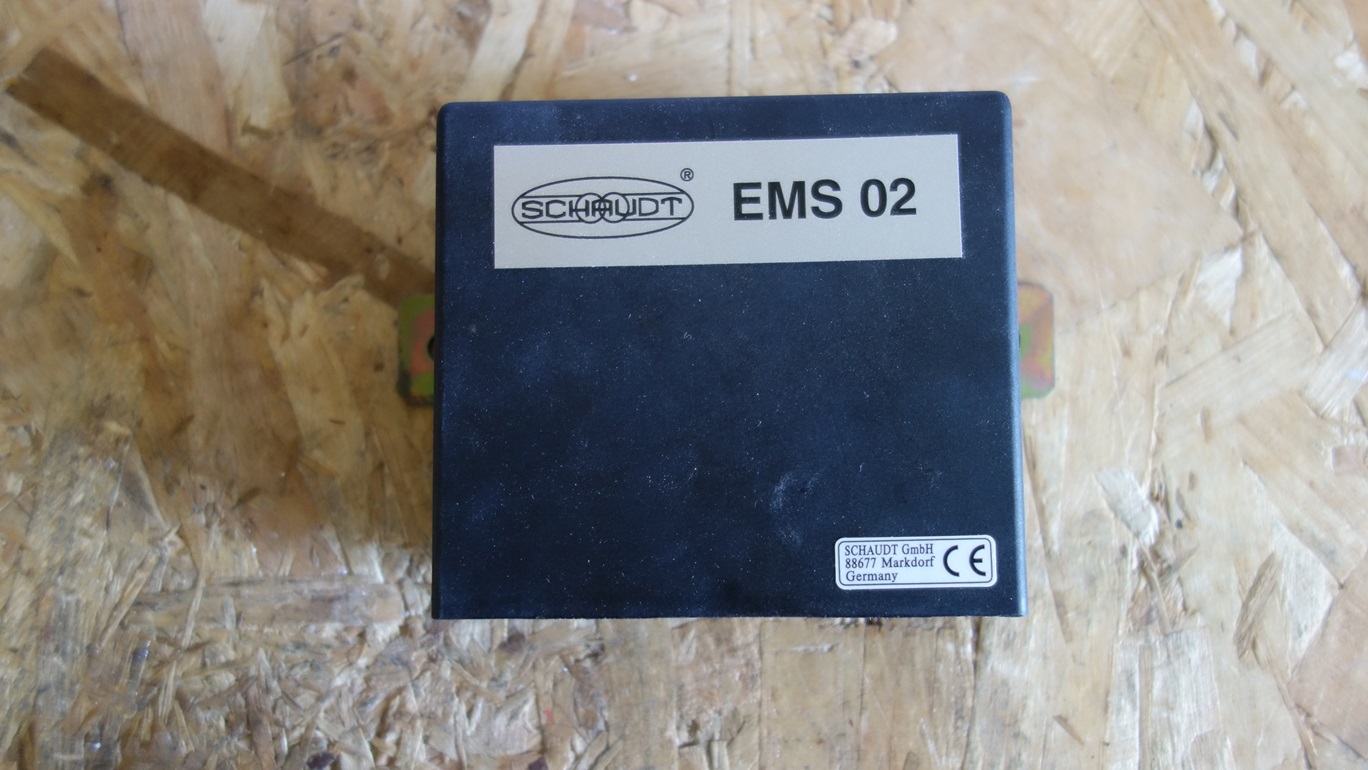 SCHAUDT ® EMS 02
SCHAUDT GmbH
88677 Markdorf
Germany
CE